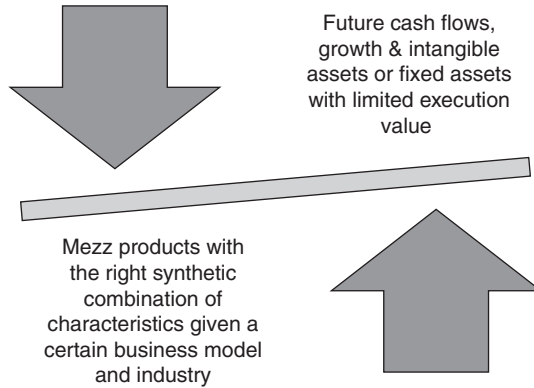 Future cash flows,
growth & intangible
assets or fixed assets
with limited execution
value
Mezz products with
the right synthetic
combination of
characteristics given a
certain business model
and industry